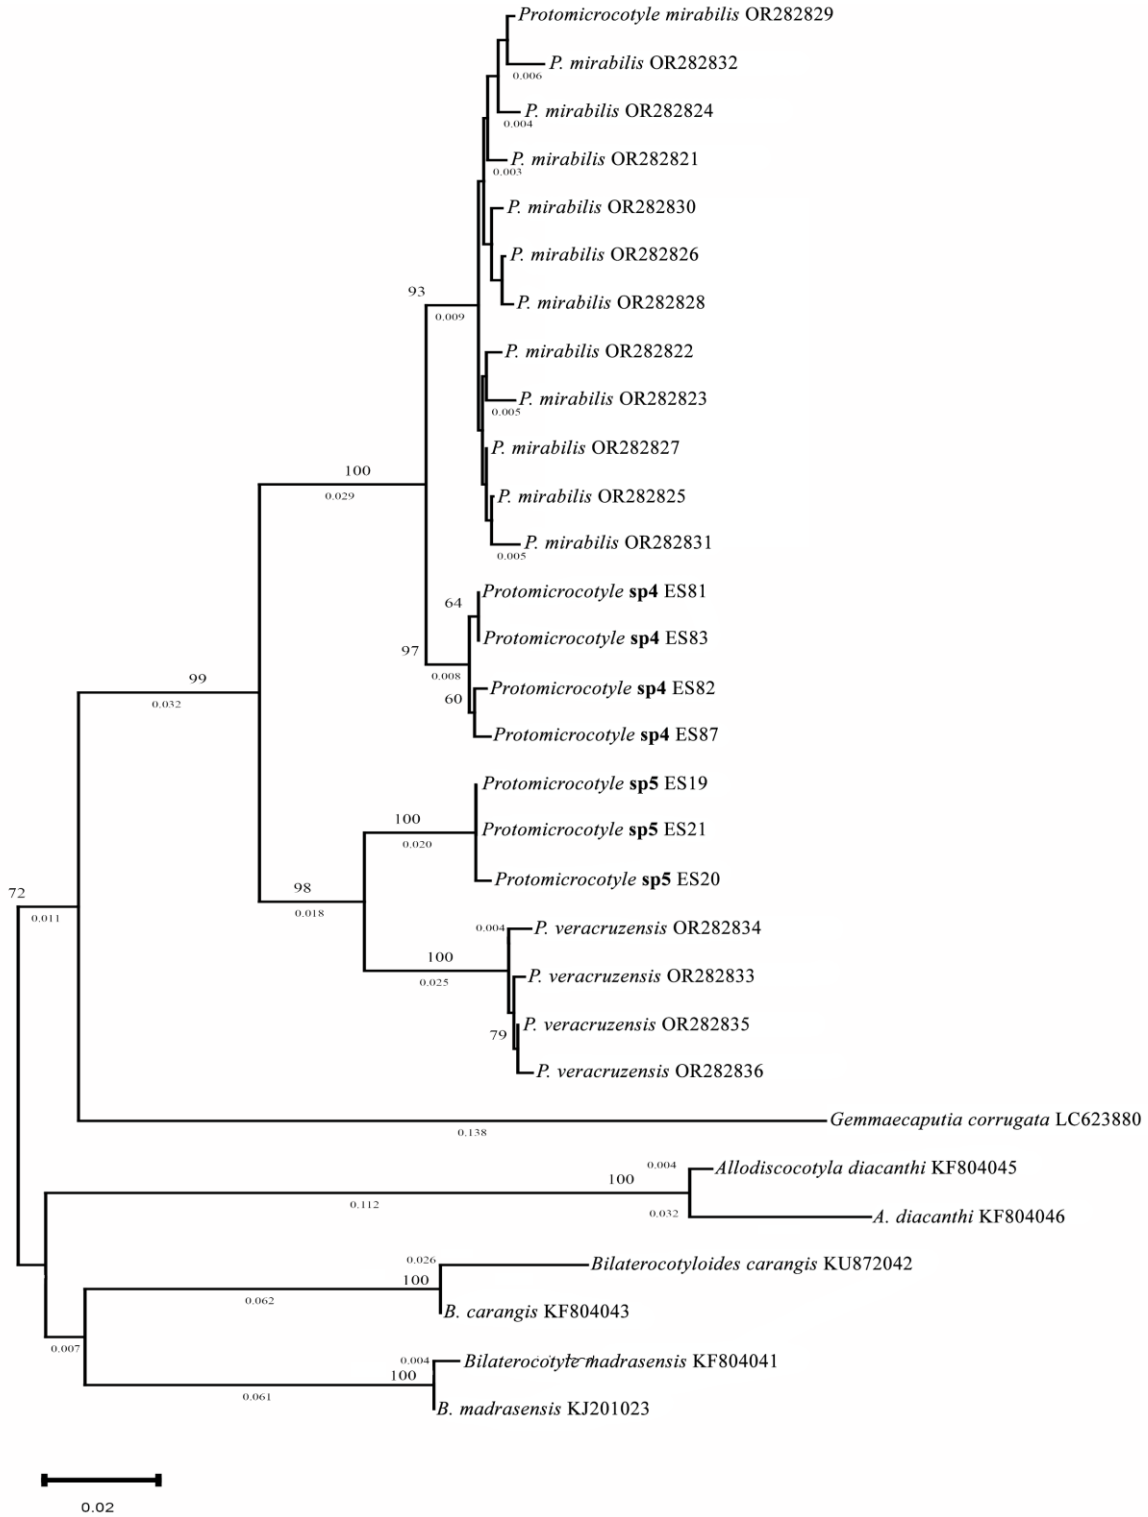 Protomicrocotyle mirabilis OR282829
P. mirabilis OR282832
0.006
P. mirabilis OR282824
0.004
P. mirabilis OR282821
0.003
P. mirabilis OR282830
P. mirabilis OR282826
93
P. mirabilis OR282828
0.009
P. mirabilis OR282822
P. mirabilis OR282823
0.005
P. mirabilis OR282827
100
0.029
P. mirabilis OR282825
P. mirabilis OR282831
0.005
Protomicrocotyle sp4 ES81
64
Protomicrocotyle sp4 ES83
97
0.008
99
Protomicrocotyle sp4 ES82
60
0.032
Protomicrocotyle sp4 ES87
Protomicrocotyle sp5 ES19
100
Protomicrocotyle sp5 ES21
0.020
Protomicrocotyle sp5 ES20
98
72
0.018
0.011
0.004
P. veracruzensis OR282834
100
P. veracruzensis OR282833
0.025
P. veracruzensis OR282835
79
P. veracruzensis OR282836
Gemmaecaputia corrugata LC623880
0.138
0.004
Allodiscocotyla diacanthi KF804045
100
0.112
0.032
A. diacanthi KF804046
0.026
Bilaterocotyloides carangis KU872042
100
0.062
B. carangis KF804043
0.007
0.004
Bilaterocotyle madrasensis KF804041
100
0.061
B. madrasensis KJ201023
0.02